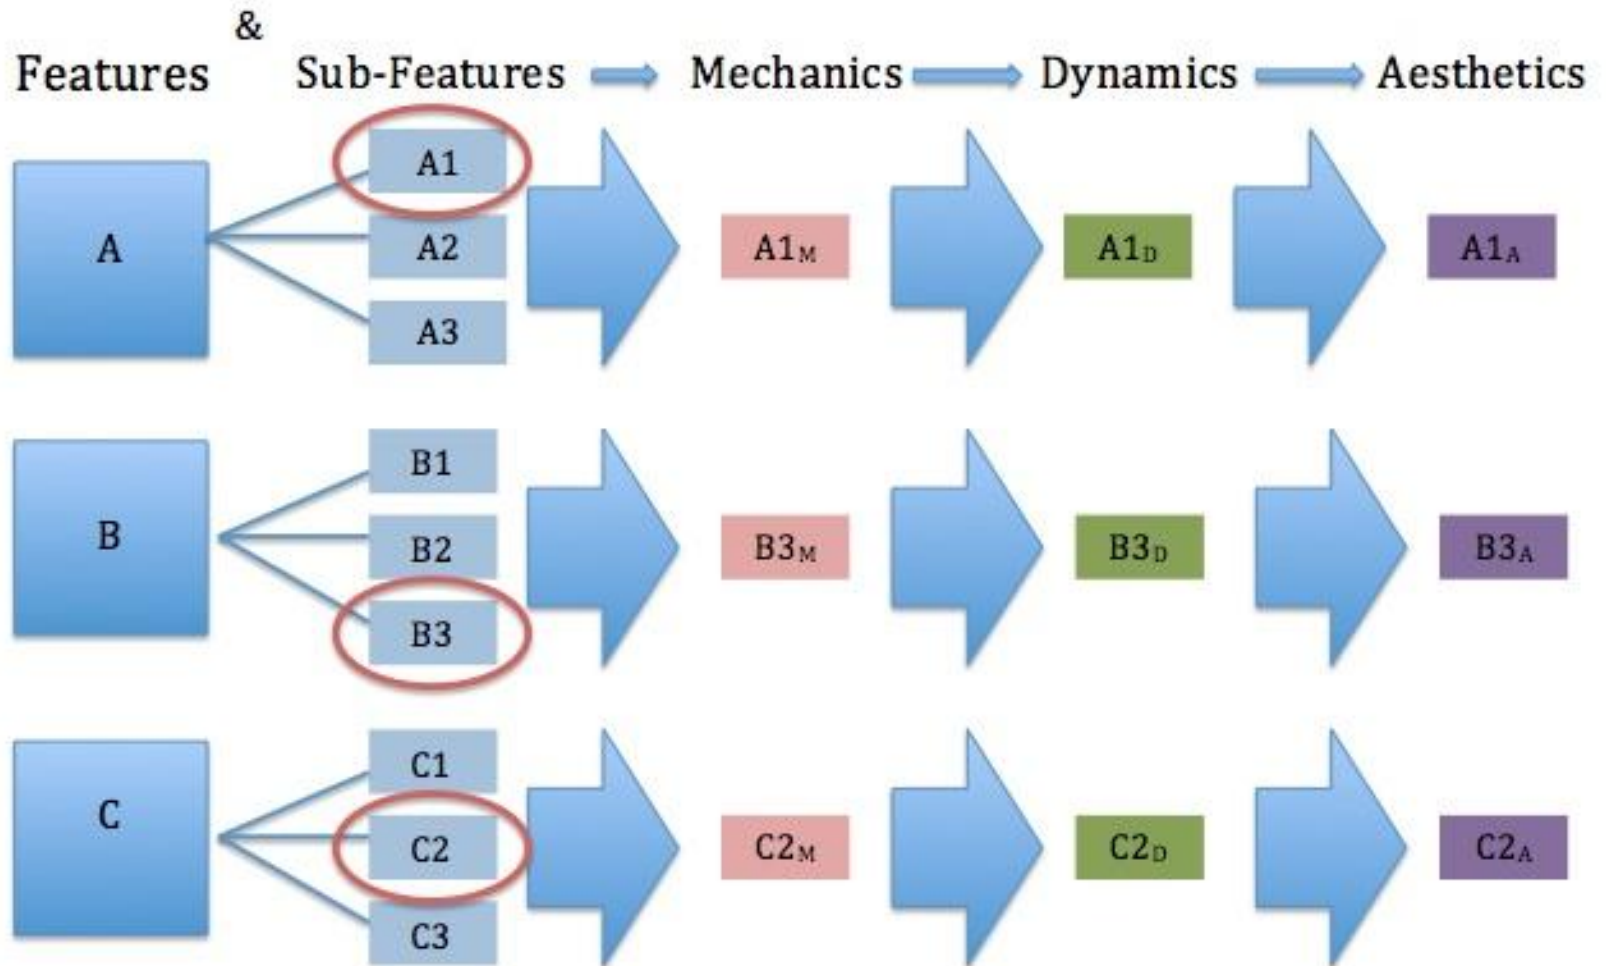 &
Features Sub-Features Mechanics Dynamics Aesthetics
A1
A A2 A1M A1D A1A
A3
B1
B B2 B3M B3D B3A
B3
C1
C C2 C2M C2D C2A
C3